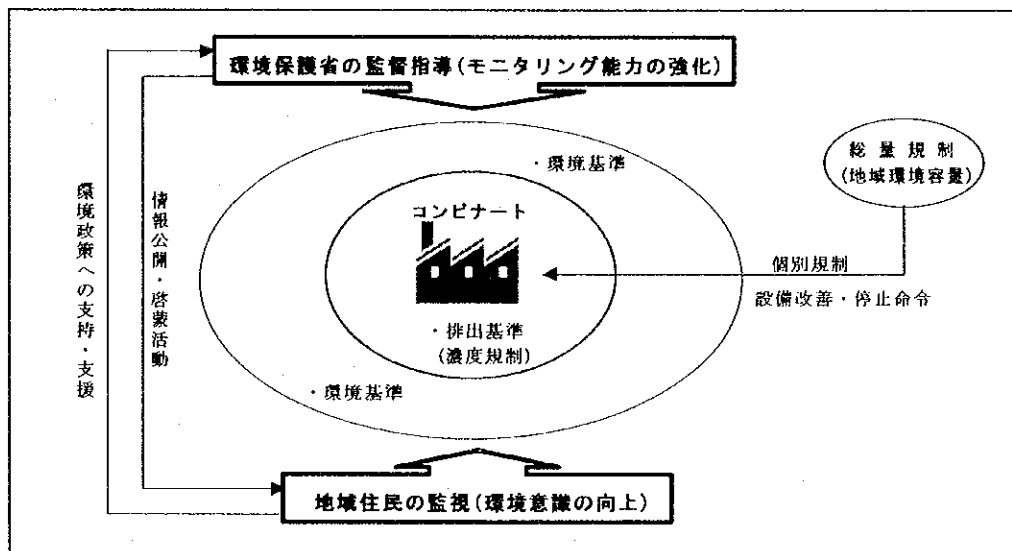 環境保護省の監督指導(モニタリング能力の強化)
・環境基準
総量規制
(地域環境容量)
コンビナート
環境政策への支持・支援
情報公開・啓蒙活動
個別規制
設備改善・停止命令
・排出基準
(濃度規制)
・環境基準
地域住民の監視(環境意識の向上)